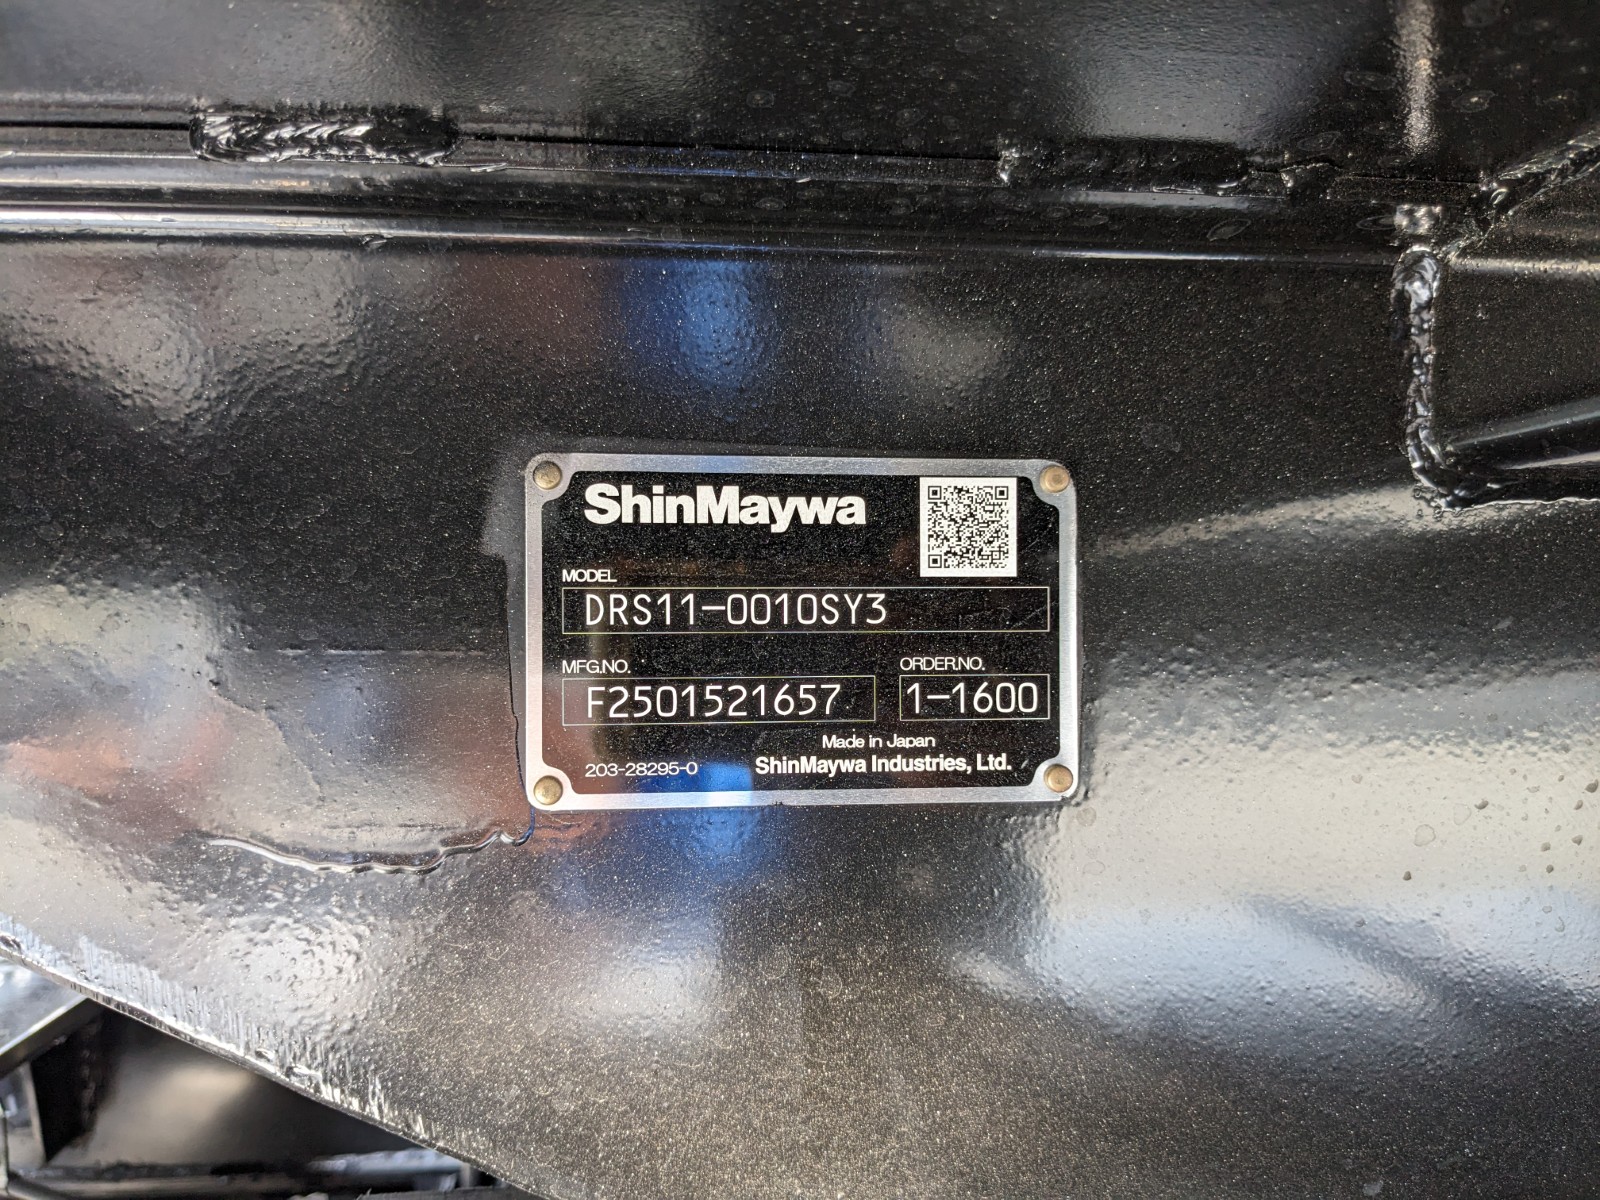 ShinMaywa
MODEL
DRS11-0010SY3
MFG.NO.
F2501521657
ORDER.NO.
1-1600
Made in Japan
203-28295-0
ShinMaywa Industries, Ltd.